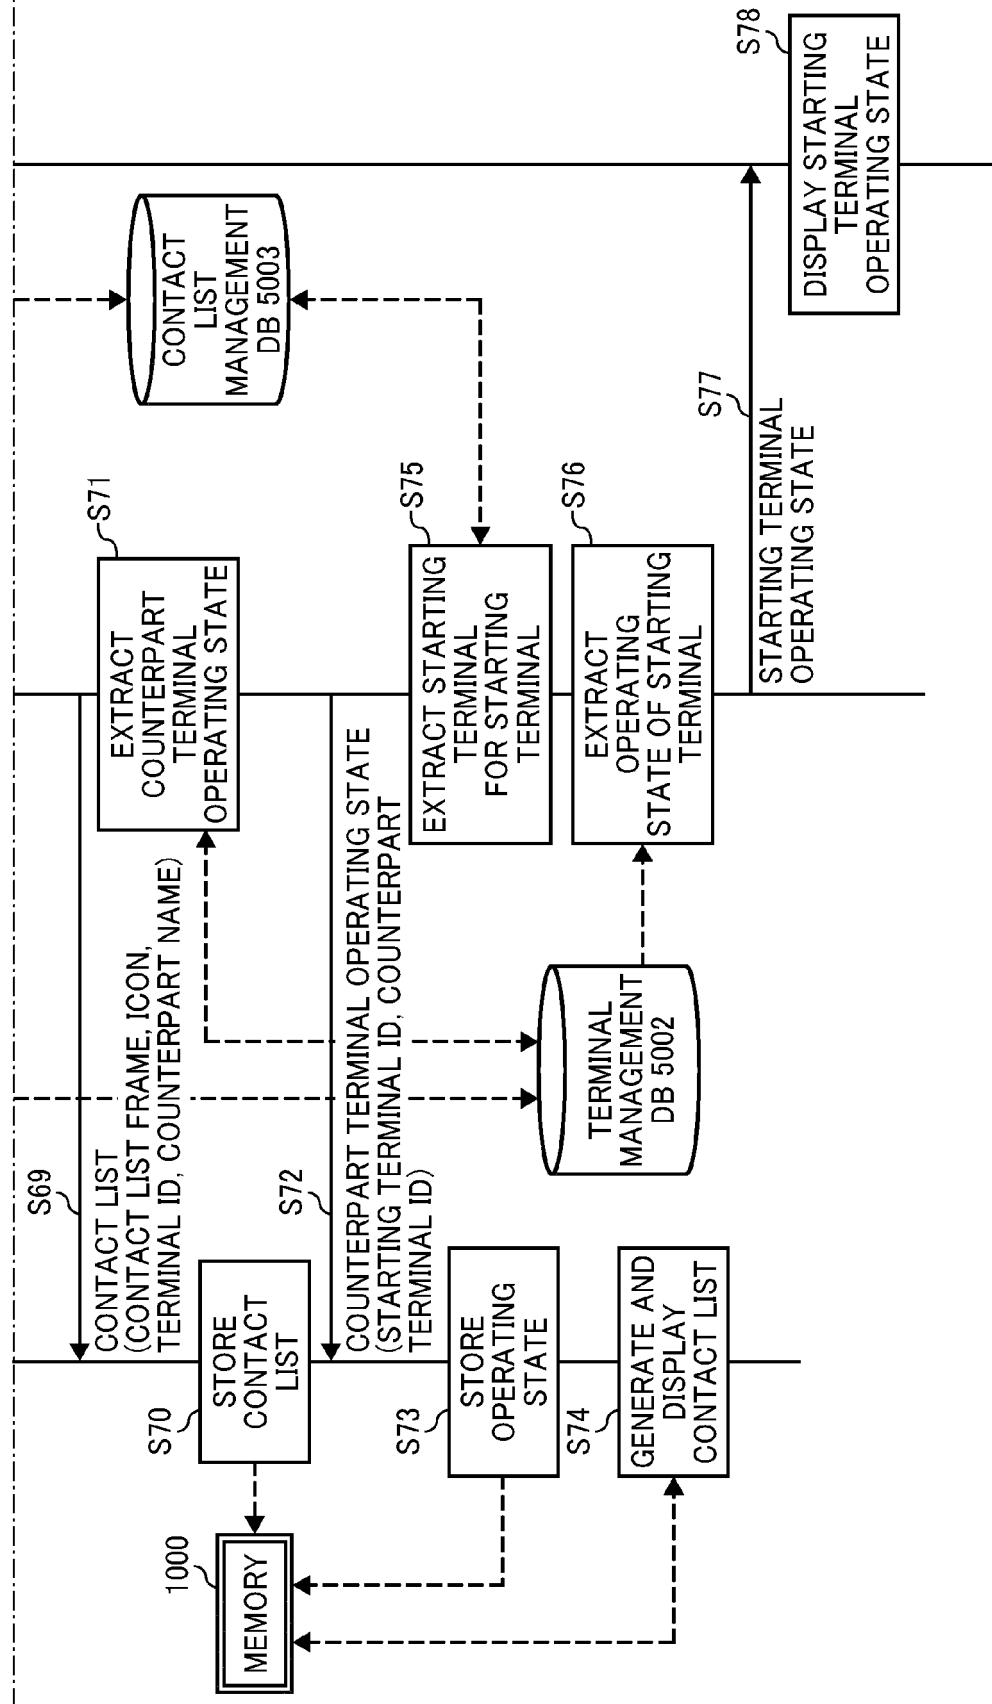 S69
CONTACT LIST
(CONTACT LIST FRAME, ICON,
TERMINAL ID, COUNTERPART NAME)
S70
STORE
CONTACT
LIST
1000
MEMORY
S71
EXTRACT
COUNTERPART
TERMINAL
OPERATING STATE
CONTACT
LIST
MANAGEMENT
DB 5003
S72
COUNTERPART TERMINAL OPERATING STATE
(STARTING TERMINAL ID, COUNTERPART
TERMINAL ID)
S73
STORE
OPERATING
STATE
S74
GENERATE AND
DISPLAY
CONTACT LIST
TERMINAL
MANAGEMENT
DB 5002
S75
EXTRACT STARTING
TERMINAL
FOR STARTING
TERMINAL
S76
EXTRACT
OPERATING
STATE OF STARTING
TERMINAL
S77
STARTING TERMINAL
OPERATING STATE
S78
DISPLAY STARTING
TERMINAL
OPERATING STATE